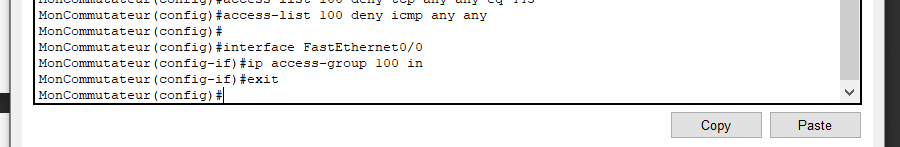 MonCommutateur(config)#access-list 100 deny tcp any any eq 443
MonCommutateur(config)#access-list 100 deny icmp any any
MonCommutateur(config)#
MonCommutateur(config)#interface FastEthernet0/0
MonCommutateur(config-if)#ip access-group 100 in
MonCommutateur(config-if)#exit
MonCommutateur(config)#
Copy
Paste